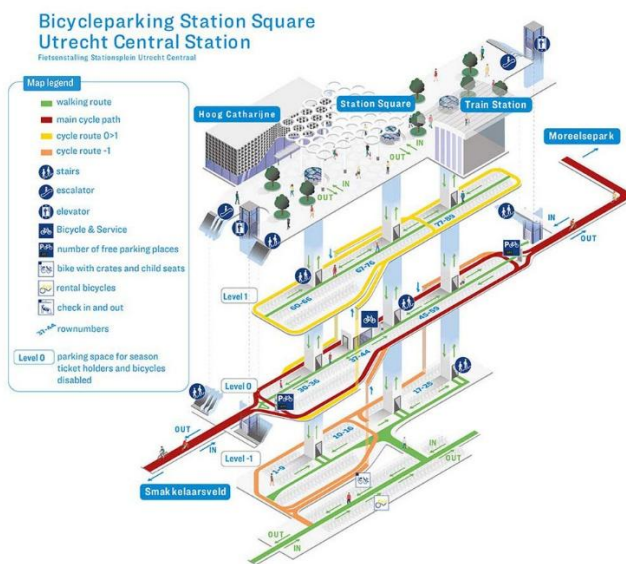 Bicycleparking Station Square
Utrecht Central Station
Fietsenstalling Stationsplein Utrecht Centraal
Map legend
walking route
main cycle path
cycle route 0>1
cycle route -1
stairs
escalator
elevator
Bicycle & Service
number of free parking places
bike with crates and child seats
rental bicycles
check in and out
37-44 rownumbers
Level 0 parking space for season
ticket holders and bicycles
disabled
Hoog Catharijne
Station Square
Train Station
Moreelsepark
OUT
IN
OUT
IN
IN
OUT
77-89
67-76
60-66
Level 1
45-59
37-44
30-36
Level 0
17-25
10-16
1-9
Level -1
OUT
IN
Smakkelaarsveld
IN
OUT
OUT
IN